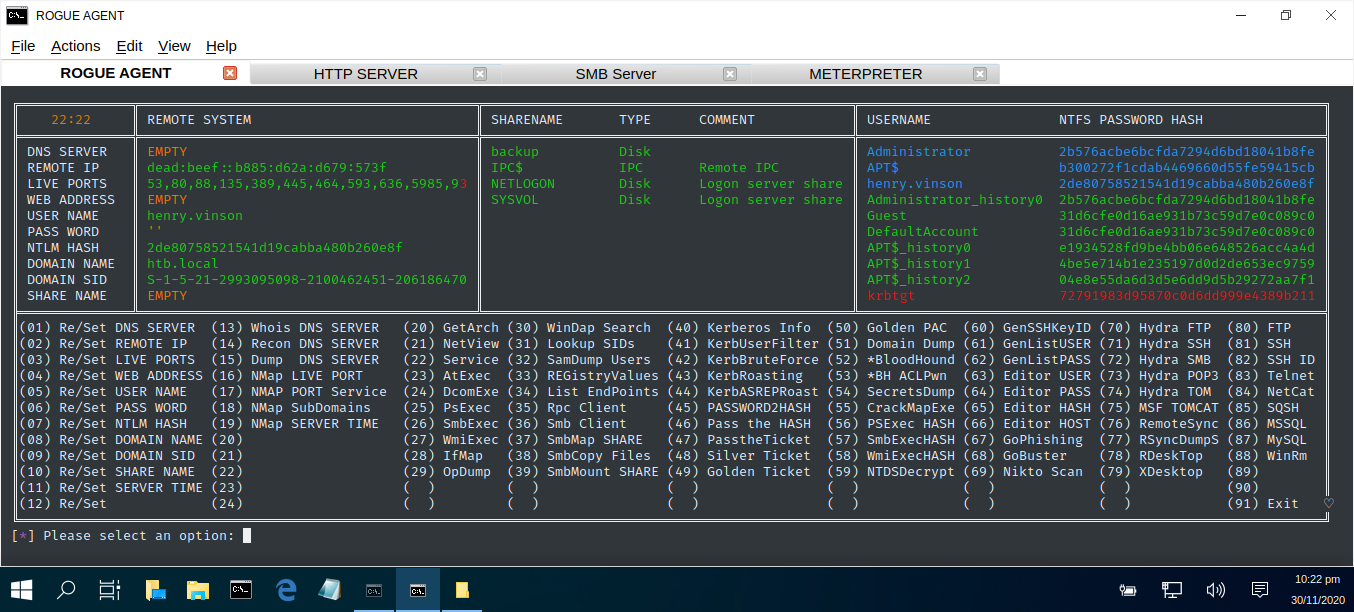 ROGUE AGENT
File Actions Edit View Help
ROGUE AGENT HTTP SERVER SMB Server METERPRETER
22:22 REMOTE SYSTEM SHARENAME TYPE COMMENT USERNAME NTFS PASSWORD HASH
DNS SERVER EMPTY backup Disk Administrator 2b576acbe6bcfda7294d6bd18041b8fe
REMOTE IP dead:beef::b885:d62a:d679:573f IPC$ IPC Remote IPC APT$ b300272f1cdab4469660d55fe59415cb
LIVE PORTS 53,80,88,135,389,445,464,593,636,5985,93 NETLOGON Disk Logon server share henry.vinson 2de80758521541d19cabba480b260e8f
WEB ADDRESS EMPTY SYSVOL Disk Logon server share Administrator_history0 2b576acbe6bcfda7294d6bd18041b8fe
USER NAME henry.vinson Guest 31d6cfe0d16ae931b73c59d7e0c089c0
PASS WORD '' DefaultAccount 31d6cfe0d16ae931b73c59d7e0c089c0
NTLM HASH 2de80758521541d19cabba480b260e8f APT$_history0 e1934528fd9be4bb06e648526acc4a4d
DOMAIN NAME htb.local APT$_history1 4be5e714b1e235197d0d2de653ec9759
DOMAIN SID S-1-5-21-2993095098-2100462451-206186470 APT$_history2 04e8e55da6d3d5e6dd9d5b29272aa7f1
SHARE NAME EMPTY krbtgt 72791983d95870c0d6dd999e4389b211
(01) Re/Set DNS SERVER (13) Whois DNS SERVER (20) GetArch (30) WinDap Search (40) Kerberos Info (50) Golden PAC (60) GenSSHKeyID (70) Hydra FTP (80) FTP
(02) Re/Set REMOTE IP (14) Recon DNS SERVER (21) NetView (31) Lookup SIDs (41) KerbUserFilter (51) Domain Dump (61) GenListUSER (71) Hydra SSH (81) SSH
(03) Re/Set LIVE PORTS (15) Dump DNS SERVER (22) Service (32) SamDump Users (42) KerbBruteForce (52) *BloodHound (62) GenListPASS (72) Hydra SMB (82) SSH ID
(04) Re/Set WEB ADDRESS (16) NMap LIVE PORT (23) AtExec (33) REGistryValues (43) KerbRoasting (53) *BH ACLPwn (63) Editor USER (73) Hydra POP3 (83) Telnet
(05) Re/Set USER NAME (17) NMAP PORT Service (24) DcomExe (34) List EndPoints (44) KerbASREPRoast (54) SecretsDump (64) Editor PASS (74) Hydra TOM (84) NetCat
(06) Re/Set PASS WORD (18) NMap SubDomains (25) PsExec (35) Rpc Client (45) PASSWORD2HASH (55) CrackMapExe (65) Editor HASH (75) MSF TOMCAT (85) SQSH
(07) Re/Set NTLM HASH (19) NMap SERVER TIME (26) SmbExec (36) Smb Client (46) Pass the HASH (56) PSExec HASH (66) Editor HOST (76) RemoteSync (86) MSSQL
(08) Re/Set DOMAIN NAME (20) (27) WmiExec (37) SmbMap SHARE (47) PasstheTicket (57) SmbExecHASH (67) GoPhishing (77) RSyncDumpS (87) MySQL
(09) Re/Set DOMAIN SID (21) (28) IfMap (38) SmbCopy Files (48) Silver Ticket (58) WmiExecHASH (68) GoBuster (78) RDeskTop (88) WinRm
(10) Re/Set SHARE NAME (22) (29) OpDump (39) SmbMount SHARE (49) Golden Ticket (59) NTDSDecrypt (69) Nikto Scan (79) XDesktop (89)
(11) Re/Set SERVER TIME (23) ( ) ( ) ( ) ( ) ( ) ( ) (90)
(12) Re/Set (24) ( ) ( ) ( ) ( ) ( ) ( ) (91) Exit ♡
[*] Please select an option:
10:22 pm
30/11/2020